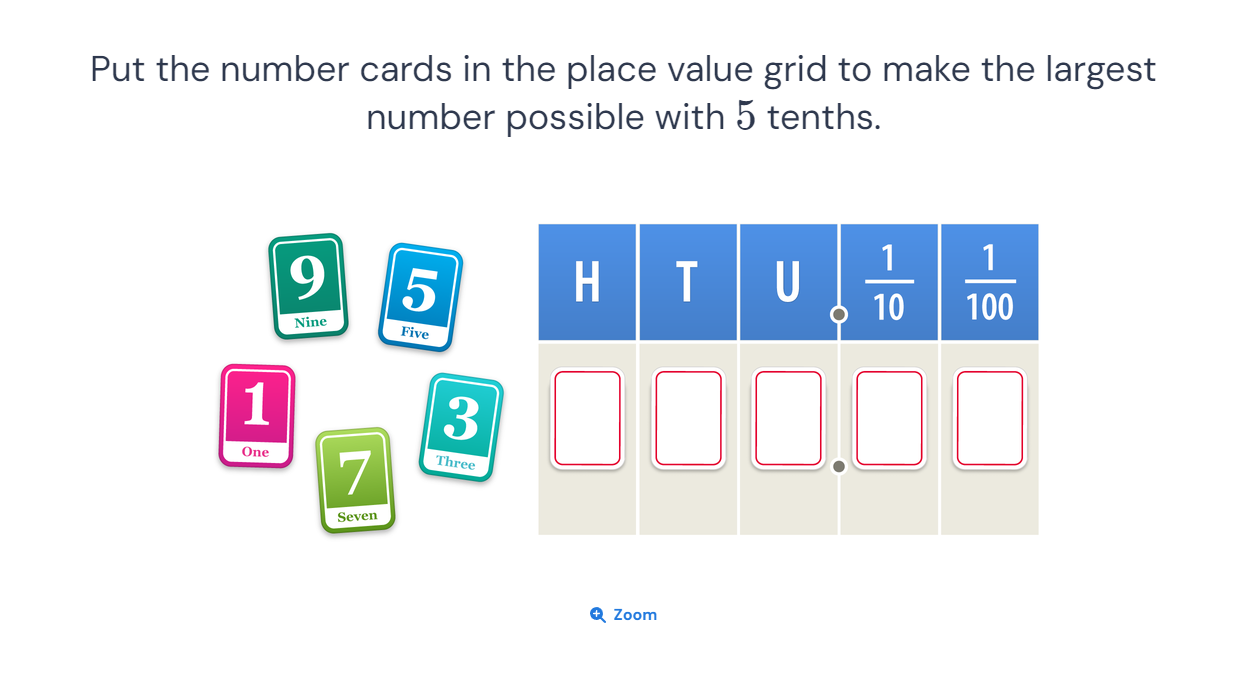 Put the number cards in the place value grid to make the largest
number possible with 5 tenths.
9
Nine
5
Five
1
One
7
Seven
3
Three
H T U 1/10 1/100
Zoom